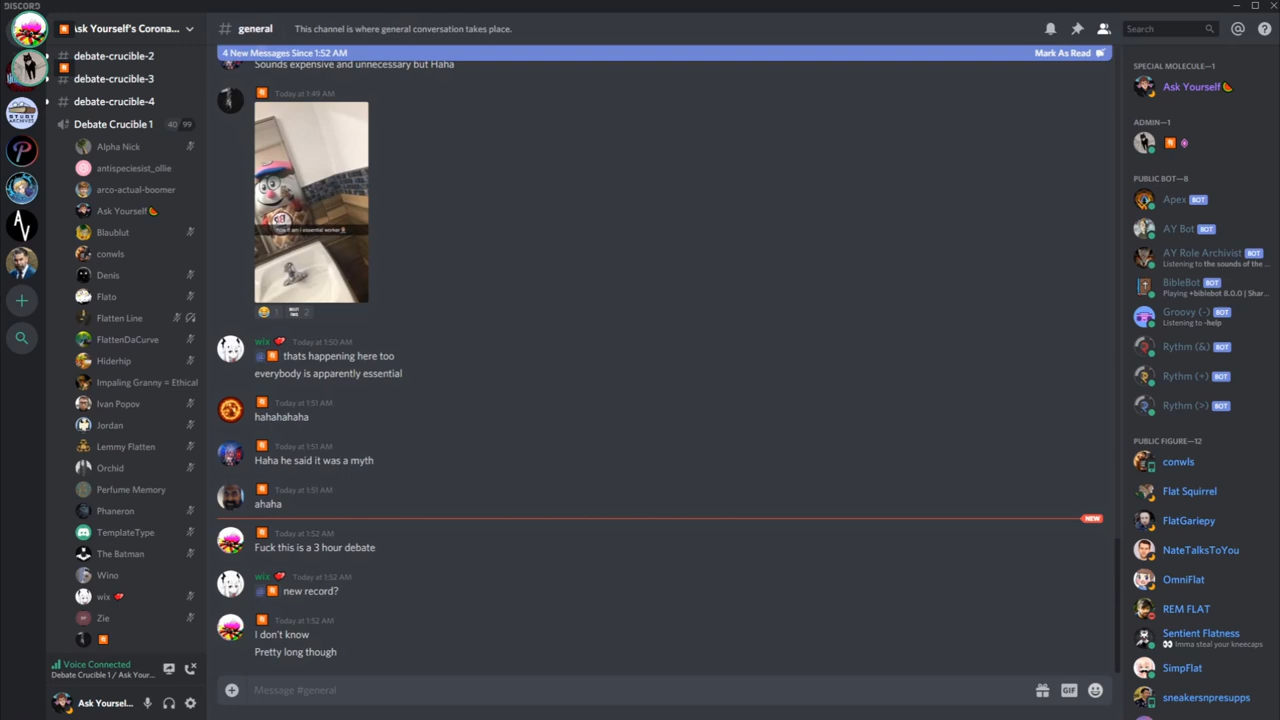 DISCORD
Ask Yourself's Corona...
# general
This channel is where general conversation takes place.
Search
debate-crucible-2
debate-crucible-3
debate-crucible-4
Debate Crucible 1
40 99
Alpha Nick
antispeciesist_ollie
arco-actual-boomer
Ask Yourself
Blaublut
conwls
Denis
Flato
Flatten Line
FlattenDaCurve
Hiderhip
Impaling Granny = Ethical
Ivan Popov
Jordan
Lemmy Flatten
Orchid
Perfume Memory
Phaneron
TemplateType
The Batman
Wino
wix
Zie
Voice Connected
Debate Crucible 1 / Ask Your...
Ask Yoursel...
STUDY
ARCHIVES
4 New Messages Since 1:52 AM
Mark As Read
Sounds expensive and unnecessary but Haha
Today at 1:49 AM
1
2
wix Today at 1:50 AM
thats happening here too
everybody is apparently essential
Today at 1:51 AM
hahahahaha
Today at 1:51 AM
Haha he said it was a myth
Today at 1:51 AM
ahaha
NEW
Today at 1:52 AM
Fuck this is a 3 hour debate
wix Today at 1:52 AM
new record?
Today at 1:52 AM
I don't know
Pretty long though
Message #general
GIF
SPECIAL MOLECULE—1
Ask Yourself
ADMIN—1
PUBLIC BOT—8
Apex BOT
AY Bot BOT
AY Role Archivist BOT
Listening to the sounds of the ...
BibleBot BOT
Playing +biblebot 8.0.0 | Shar...
Groovy (-) BOT
Listening to -help
Rythm (&) BOT
Rythm (+) BOT
Rythm (>) BOT
PUBLIC FIGURE—12
conwls
Flat Squirrel
FlatGariepy
NateTalksToYou
OmniFlat
REM FLAT
Sentient Flatness
Imma steal your kneecaps
SimpFlat
sneakersnpresupps